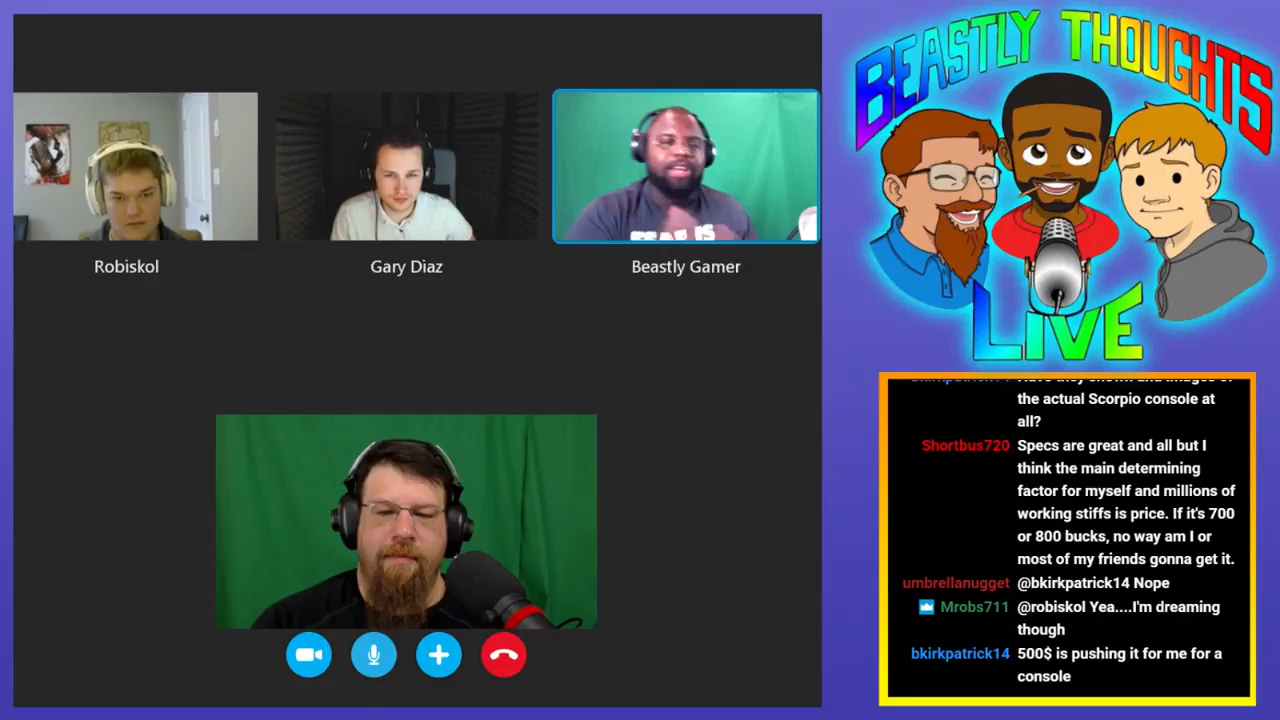 BEASTLY THOUGHTS
LIVE
Robiskol
Gary Diaz
Beastly Gamer
FEAR IS
the actual Scorpio console at
all?
Shortbus720 Specs are great and all but I
think the main determining
factor for myself and millions of
working stiffs is price. If it's 700
or 800 bucks, no way am I or
most of my friends gonna get it.
umbrellanugget @bkirkpatrick14 Nope
Mrobs711 @robiskol Yea....I'm dreaming
though
bkirkpatrick14 500$ is pushing it for me for a
console